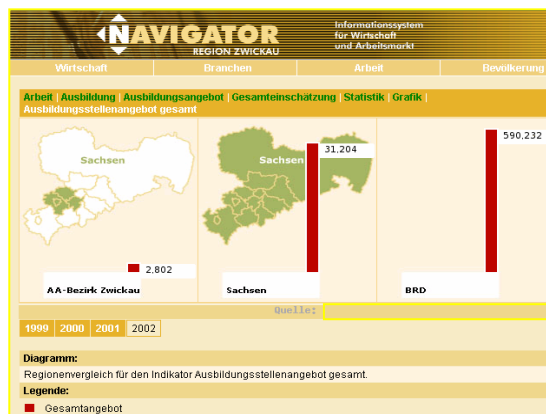 NAVIGATOR
REGION ZWICKAU
Informationssystem
für Wirtschaft
und Arbeitsmarkt
Wirtschaft Branchen Arbeit Bevölkerung
Arbeit | Ausbildung | Ausbildungsangebot | Gesamteinschätzung | Statistik | Grafik |
Ausbildungsstellenangebot gesamt
Sachsen
2,802
AA-Bezirk Zwickau
Sachsen
31,204
Sachsen
590,232
BRD
Quelle:
1999 2000 2001 2002
Diagramm:
Regionenvergleich für den Indikator Ausbildungsstellenangebot gesamt.
Legende:
Gesamtangebot